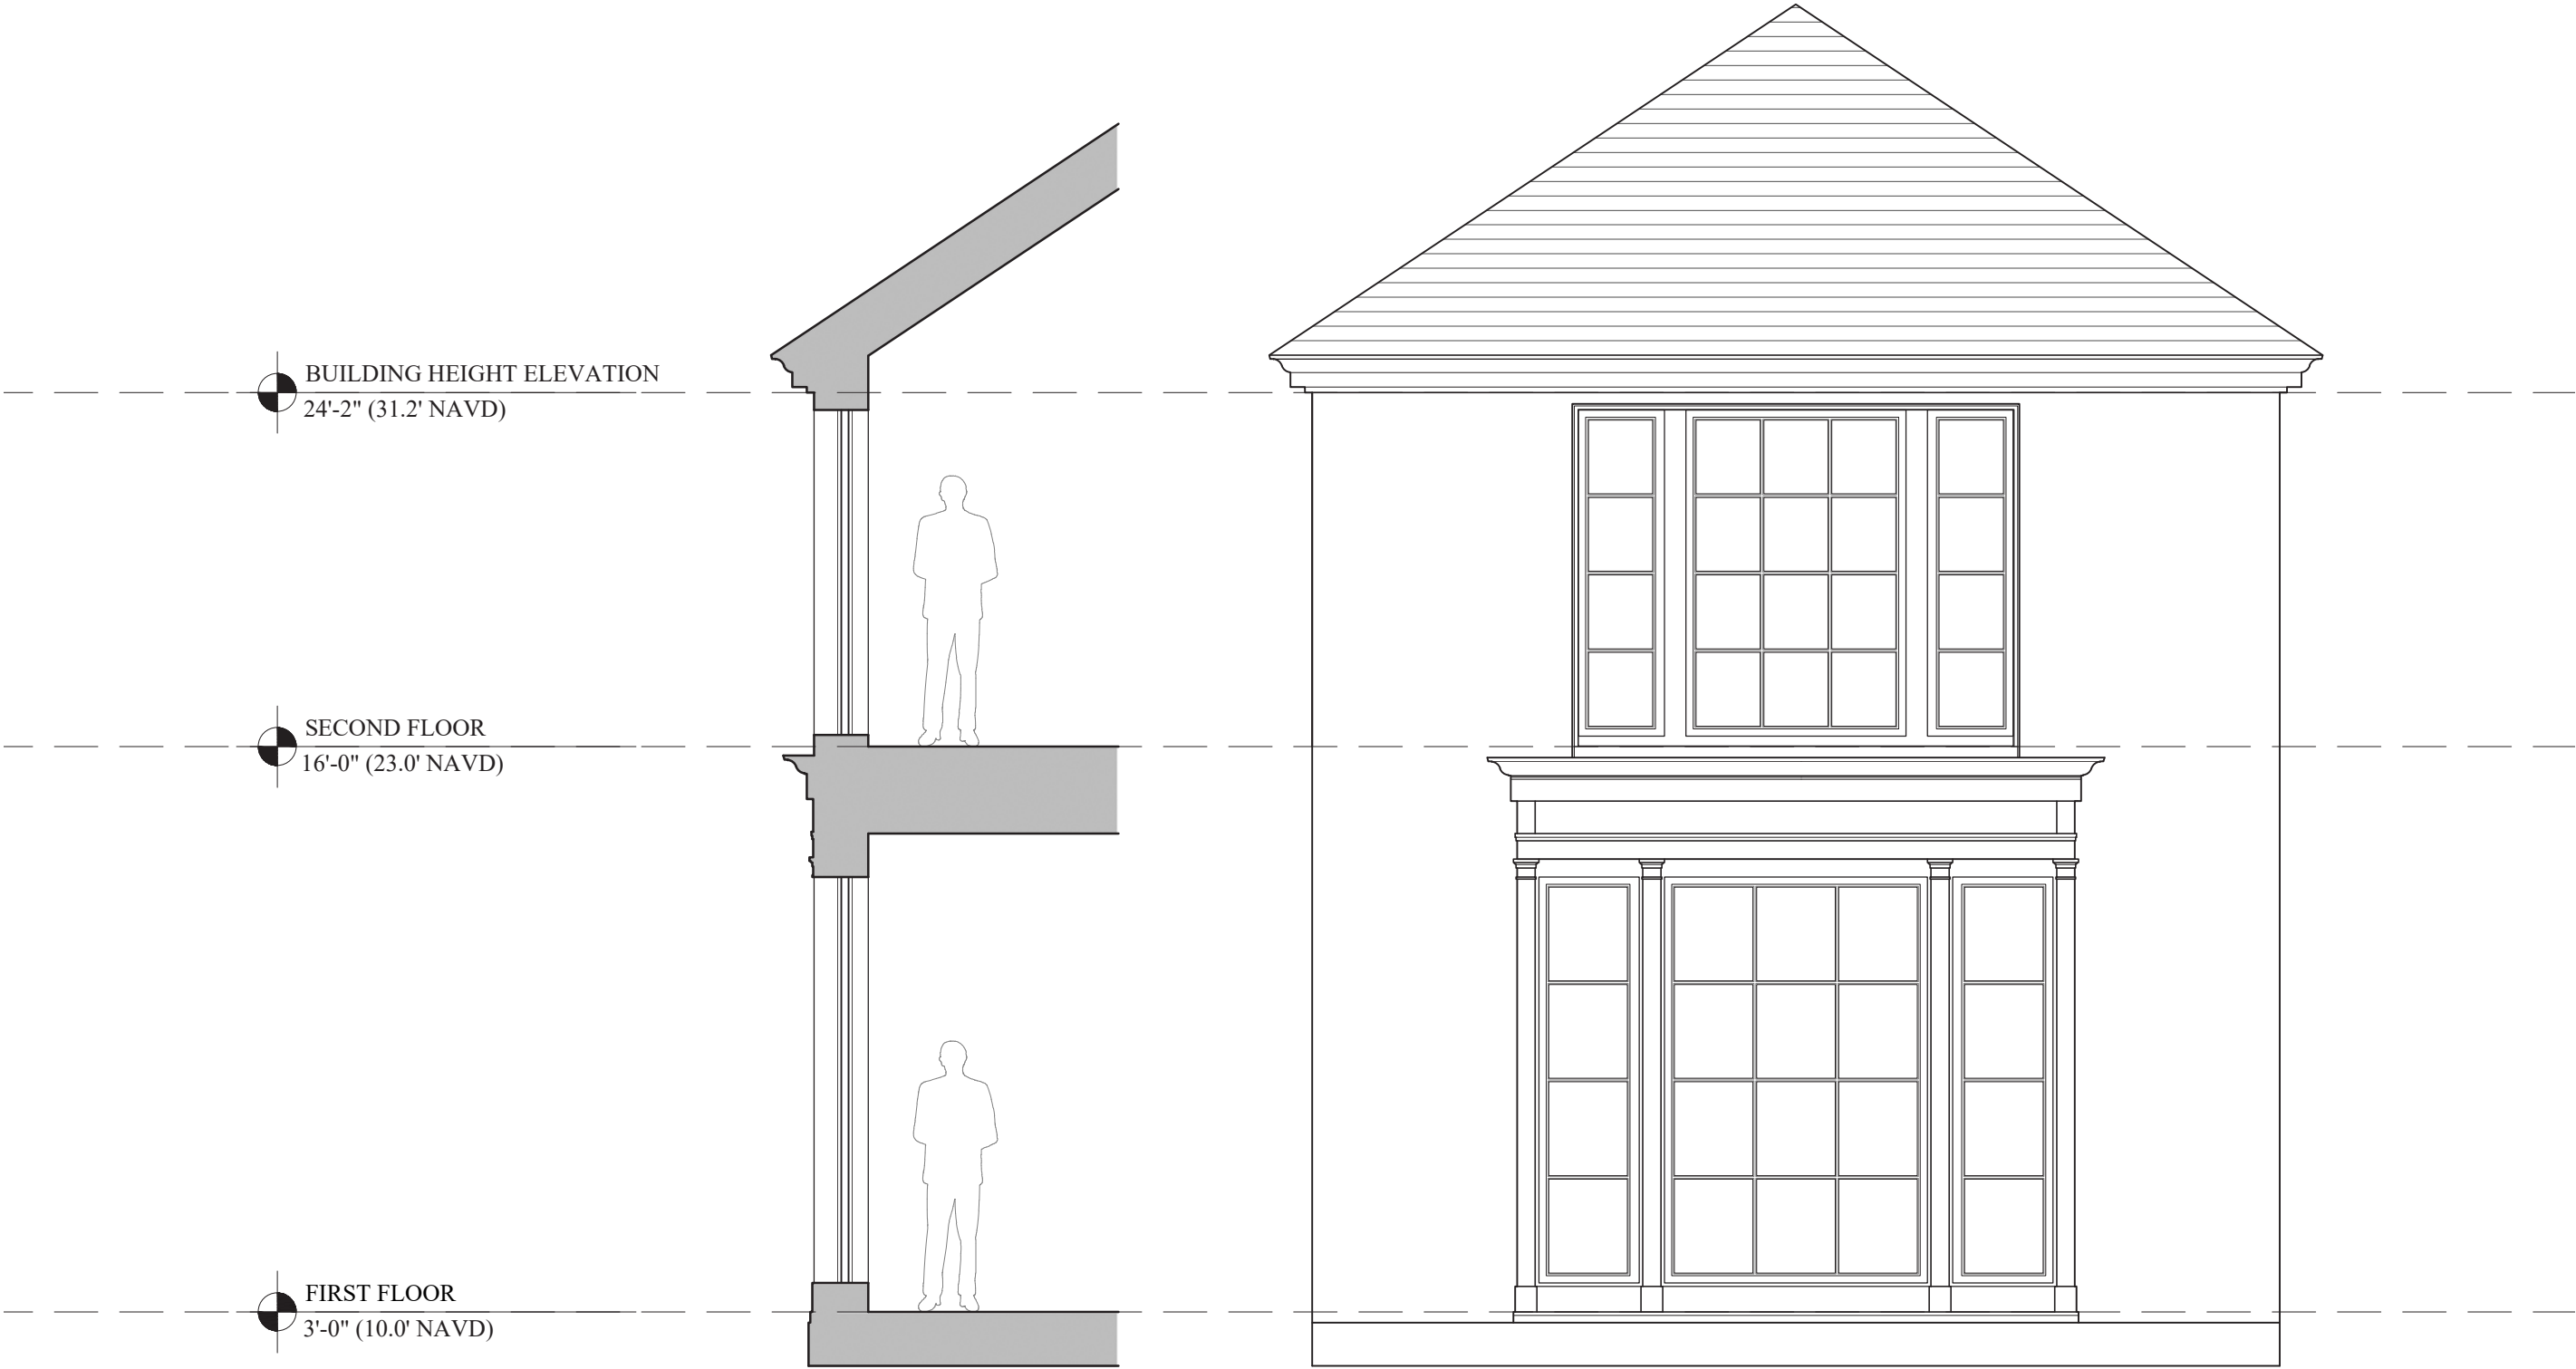 BUILDING HEIGHT ELEVATION
24'-2" (31.2' NAVD)
SECOND FLOOR
16'-0" (23.0' NAVD)
FIRST FLOOR
3'-0" (10.0' NAVD)